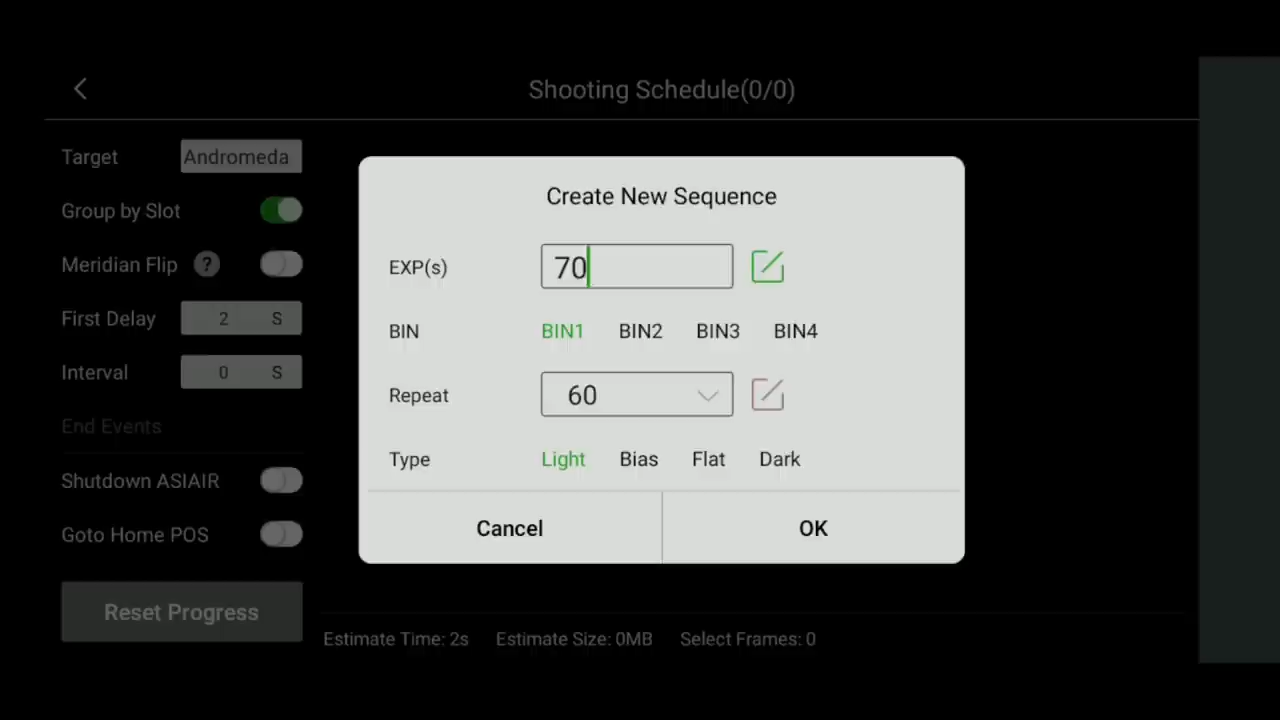 Shooting Schedule(0/0)
Target Andromeda
Group by Slot
Meridian Flip ?
First Delay 2 S
Interval 0 S
End Events
Shutdown ASIAIR
Goto Home POS
Reset Progress
Create New Sequence
EXP(s) 70
BIN BIN1 BIN2 BIN3 BIN4
Repeat 60
Type Light Bias Flat Dark
Cancel OK
Estimate Time: 2s Estimate Size: 0MB Select Frames: 0